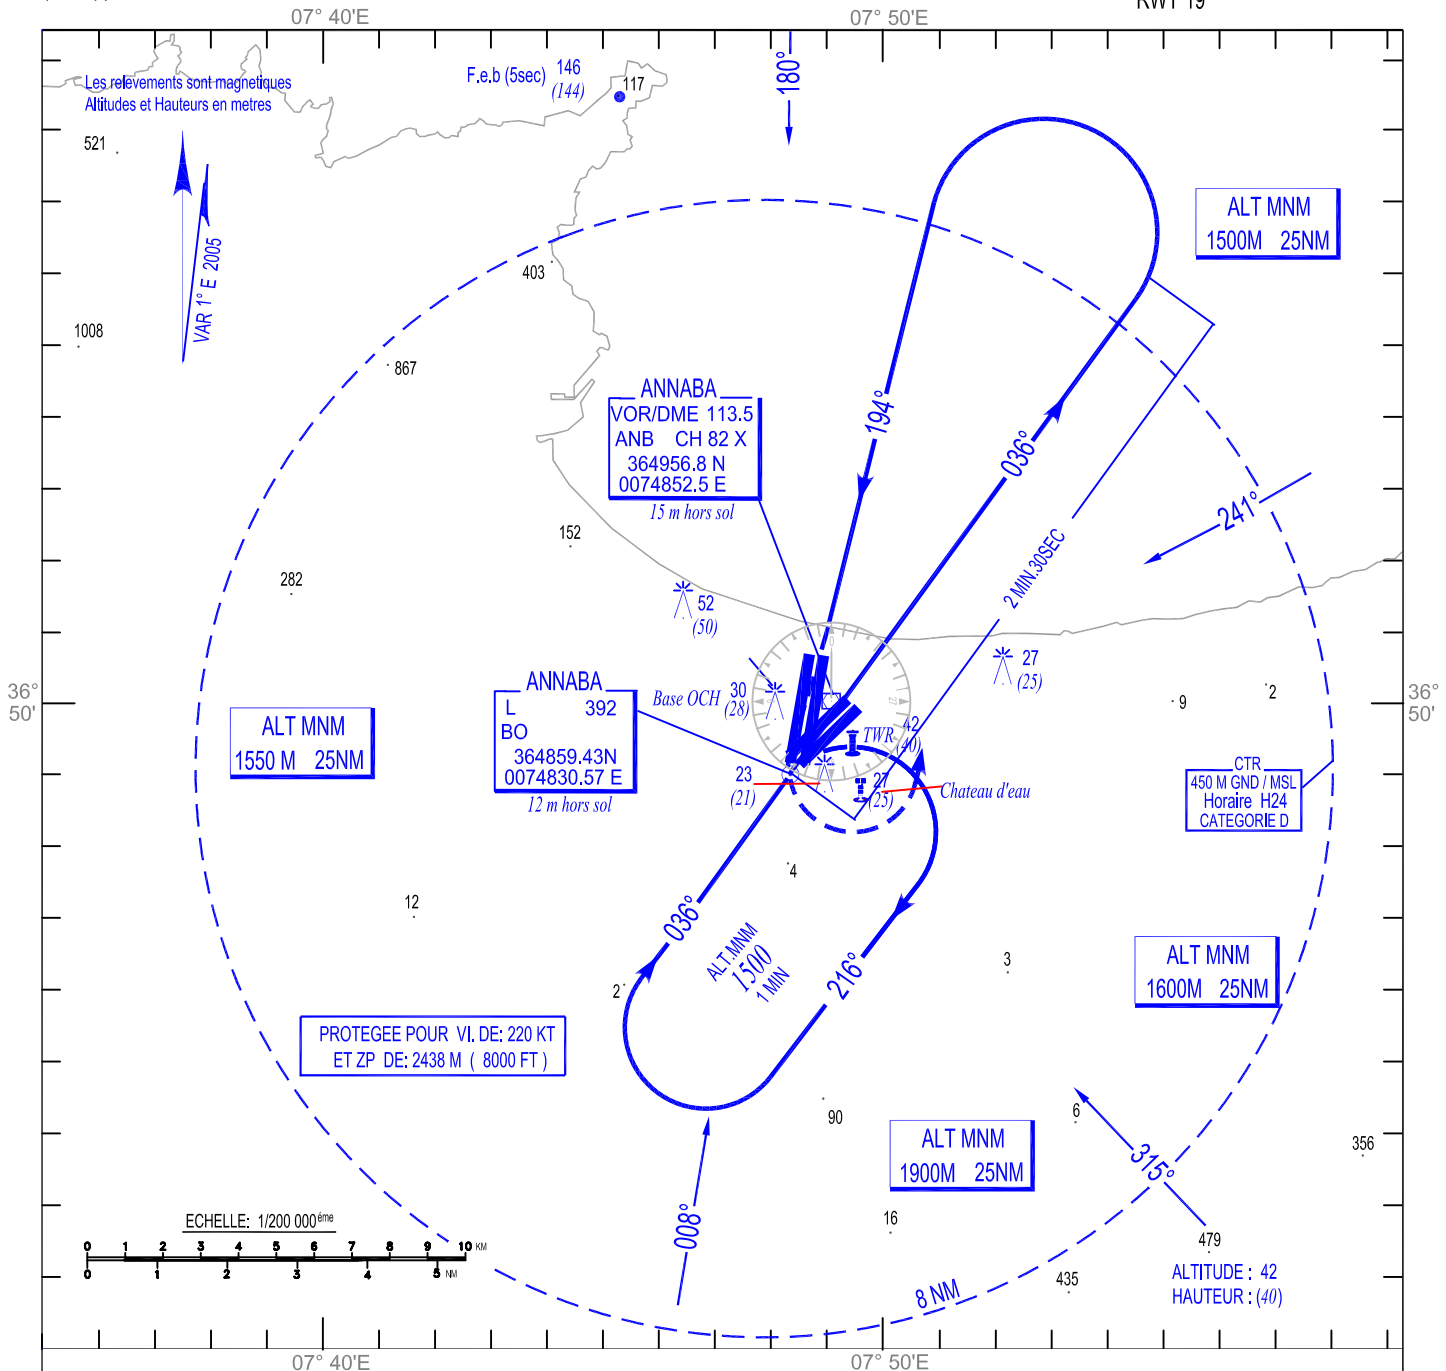 07° 40'E
07° 50'E
Les relevements sont magnetiques
Altitudes et Hauteurs en metres
F.e.b (5sec) 146
(144)
117
180°
521
VAR 1° E 2005
ALT MNM
1500M 25NM
403
1008
867
ANNABA
VOR/DME 113.5
ANB CH 82 X
364956.8 N
0074852.5 E
15 m hors sol
194°
036°
241°
2 MIN.30SEC
152
282
52
(50)
27
(25)
36°
50'
ANNABA
L 392
BO
364859.43N
0074830.57 E
12 m hors sol
Base OCH
30
(28)
0
27
9
2
36°
50'
ALT MNM
1550 M 25NM
TWR
42
(40)
23
(21)
27
(25)
Chateau d'eau
CTR
450 M GND / MSL
Horaire H24
CATEGORIE D
4
12
036°
ALT.MNM
1500
1 MIN
216°
3
2
ALT MNM
1600M 25NM
PROTEGEE POUR VI. DE: 220 KT
ET ZP DE: 2438 M ( 8000 FT )
90
6
ALT MNM
1900M 25NM
315°
356
008°
16
479
435
ECHELLE: 1/200 000éme
0 1 2 3 4 5 6 7 8 9 10 KM
0 1 2 3 4 5 NM
8 NM
ALTITUDE : 42
HAUTEUR : (40)
07° 40'E
07° 50'E